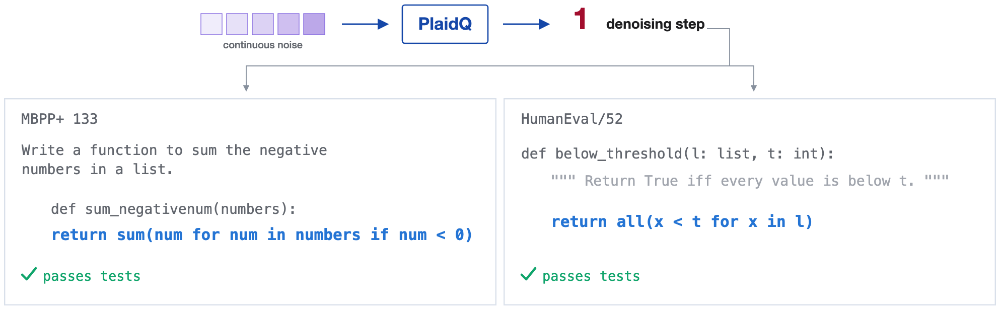 PlaidQ
1 denoising step
continuous noise
MBPP+ 133
Write a function to sum the negative
numbers in a list.
def sum_negativenum(numbers):
return sum(num for num in numbers if num < 0)
✓ passes tests
HumanEval/52
def below_threshold(l: list, t: int):
""" Return True iff every value is below t. """
return all(x < t for x in l)
✓ passes tests